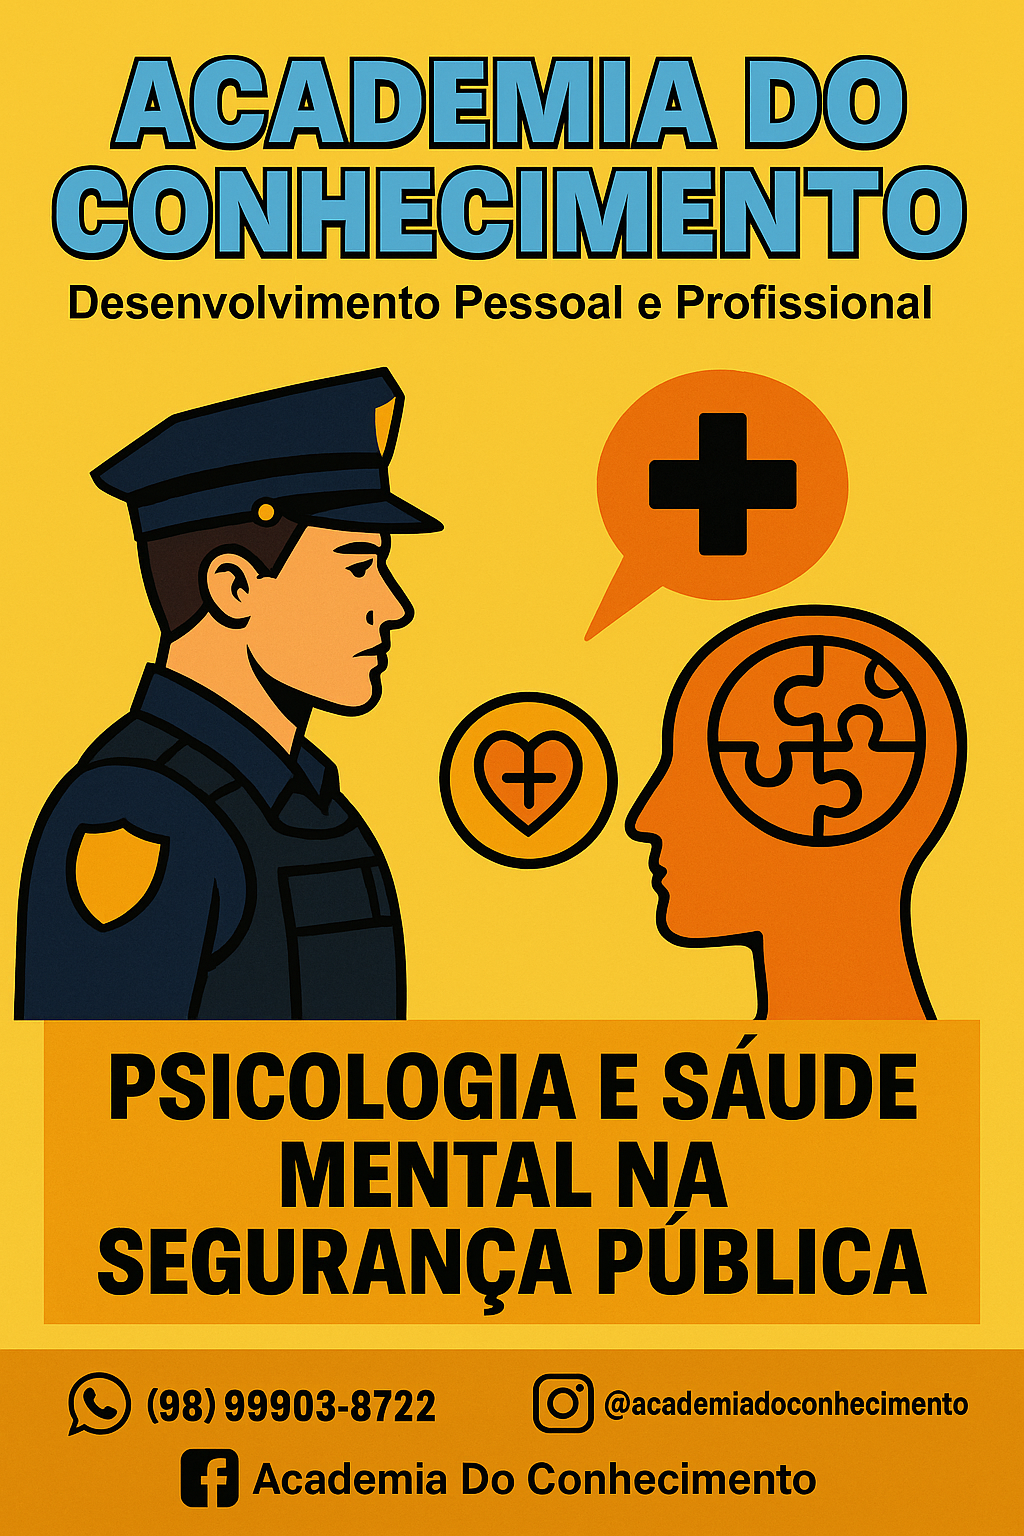 ACADEMIA DO
CONHECIMENTO
Desenvolvimento Pessoal e Profissional
PSICOLOGIA E SÁUDE
MENTAL NA
SEGURANÇA PÚBLICA
(98) 99903-8722
@academiadoconhecimento
Academia Do Conhecimento